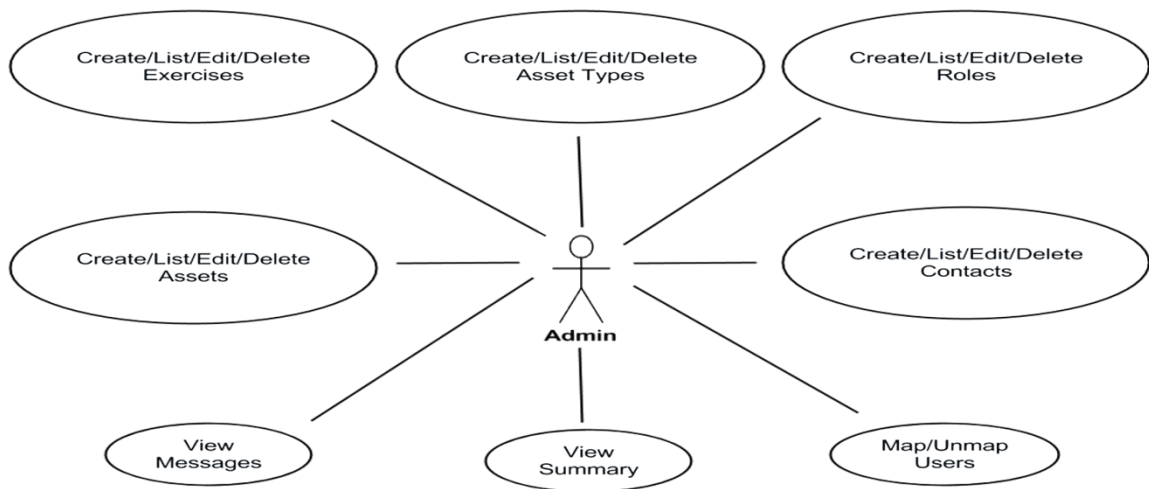 Create/List/Edit/Delete
Exercises
Create/List/Edit/Delete
Asset Types
Create/List/Edit/Delete
Roles
Create/List/Edit/Delete
Assets
Create/List/Edit/Delete
Contacts
Admin
View
Messages
View
Summary
Map/Unmap
Users